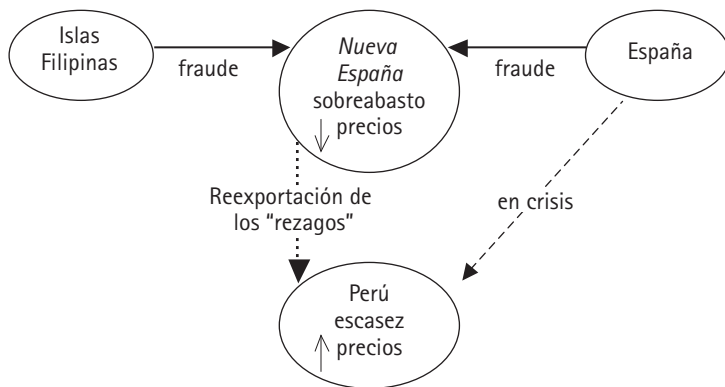 Islas
Filipinas
fraude
Nueva
España
sobreabasto
↓ precios
fraude
España
Reexportación de
los "rezagos"
en crisis
Perú
escasez
↑ precios